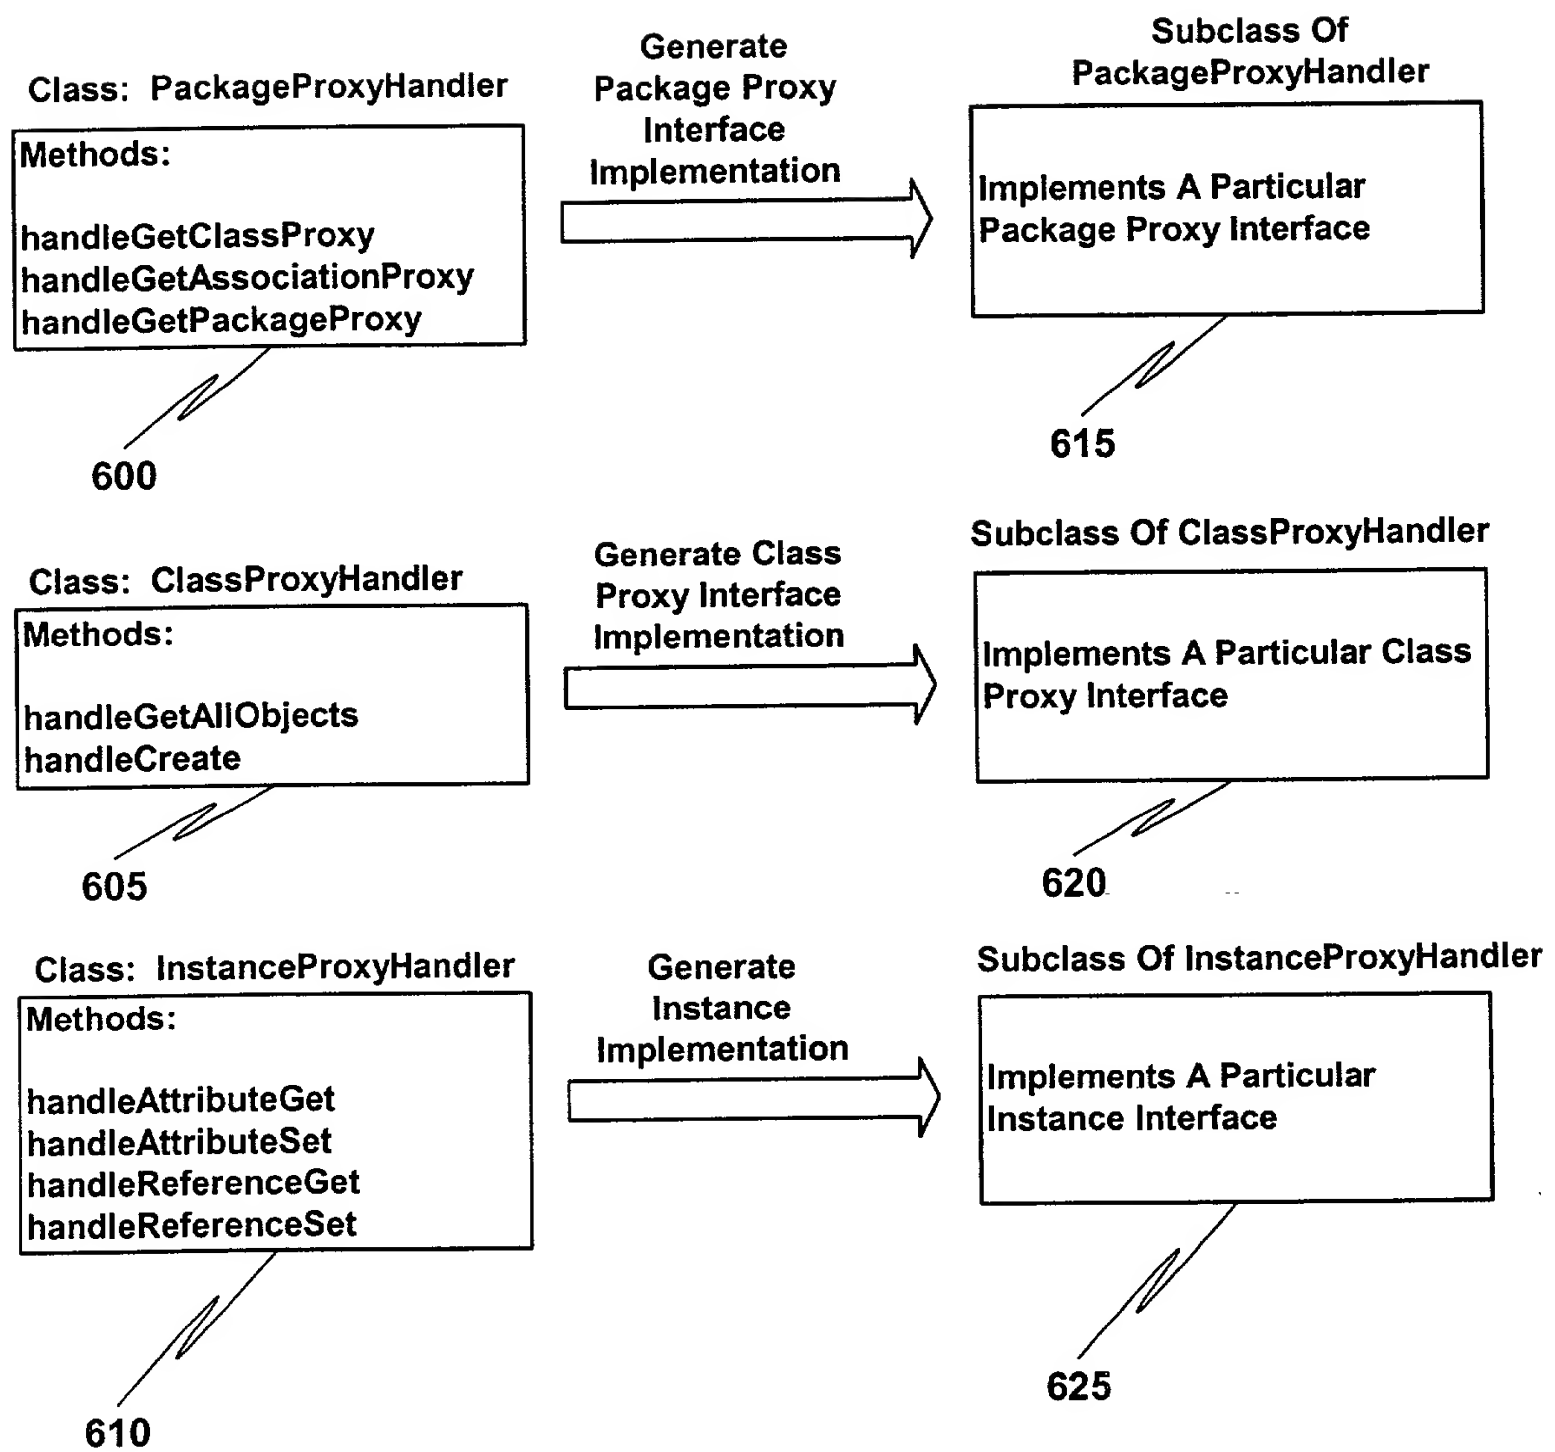 Class: PackageProxyHandler
Methods:
handleGetClassProxy
handleGetAssociationProxy
handleGetPackageProxy
600
Generate
Package Proxy
Interface
Implementation
Subclass Of
PackageProxyHandler
Implements A Particular
Package Proxy Interface
615
Class: ClassProxyHandler
Methods:
handleGetAllObjects
handleCreate
605
Generate Class
Proxy Interface
Implementation
Subclass Of ClassProxyHandler
Implements A Particular Class
Proxy Interface
620
Class: InstanceProxyHandler
Methods:
handleAttributeGet
handleAttributeSet
handleReferenceGet
handleReferenceSet
610
Generate
Instance
Implementation
Subclass Of InstanceProxyHandler
Implements A Particular
Instance Interface
625